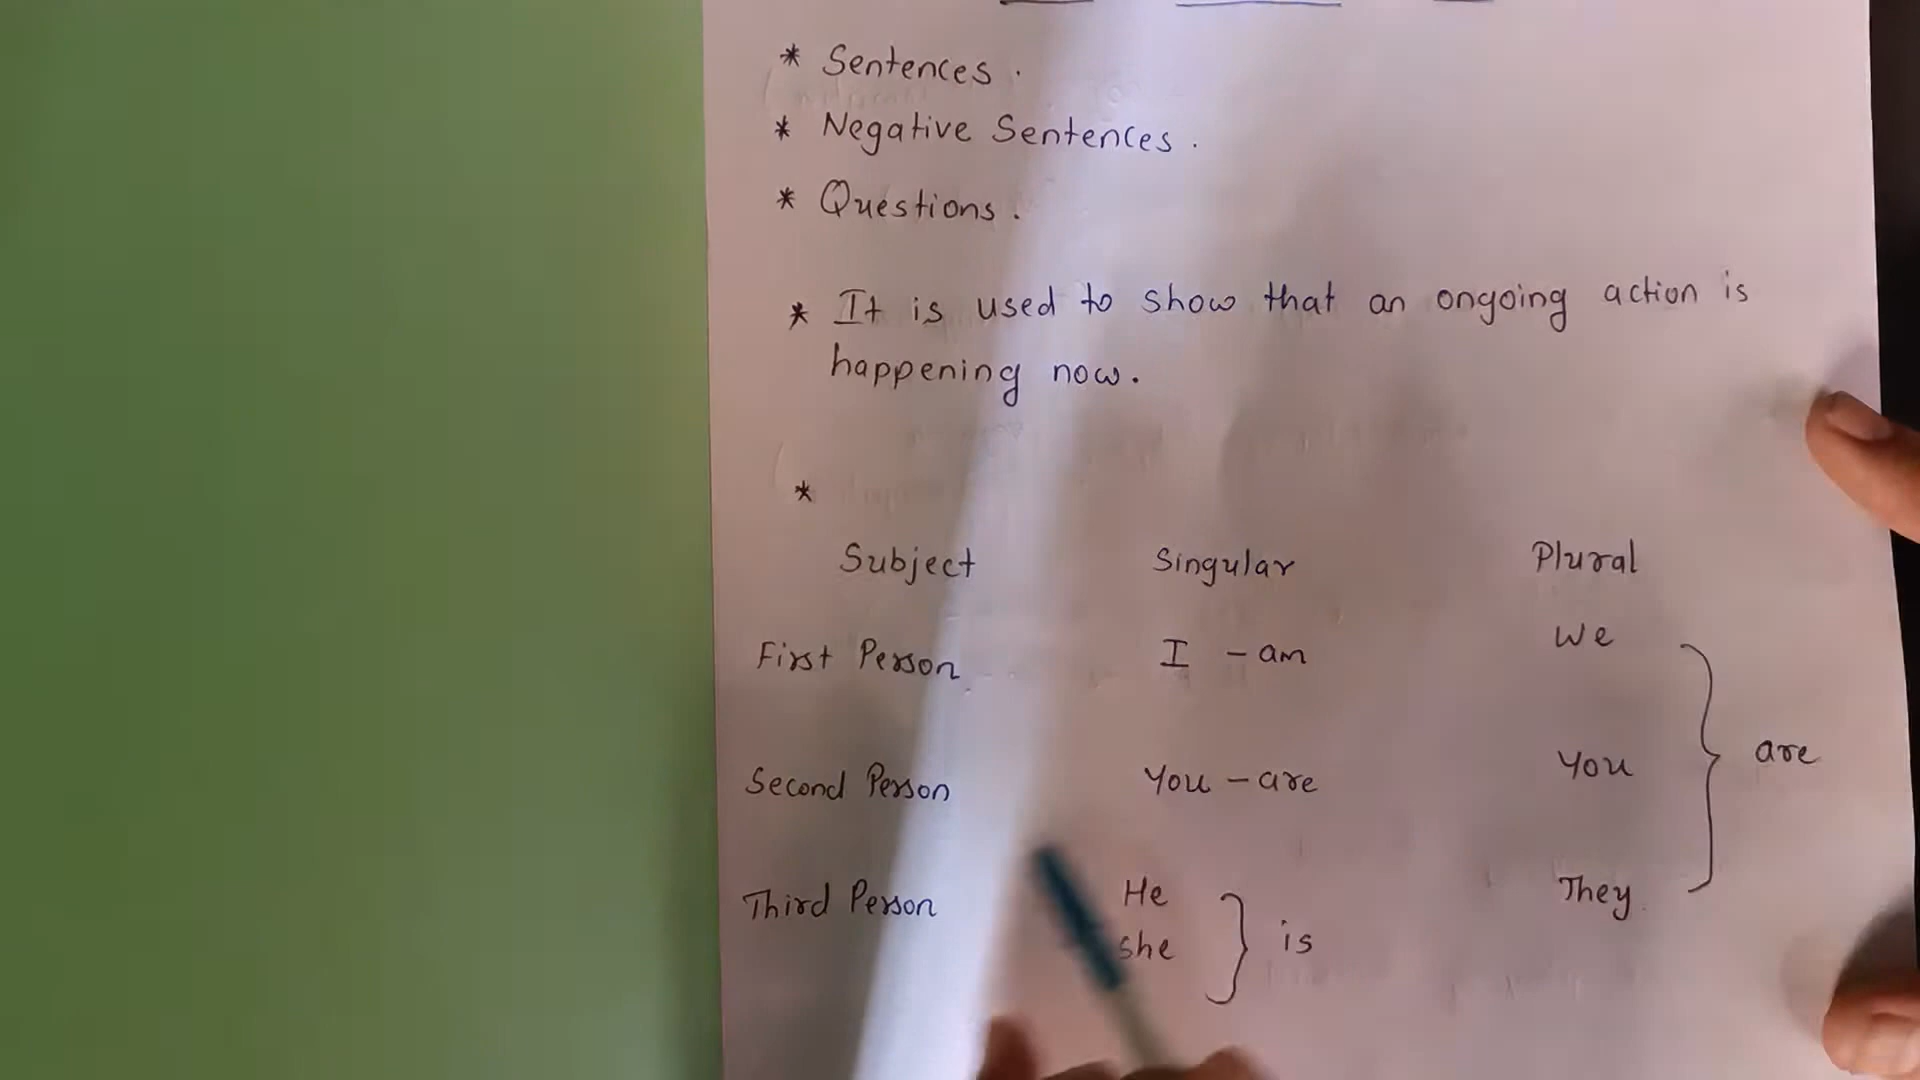 * Sentences.
* Negative Sentences.
* Questions.
* It is used to show that an ongoing action is
happening now.
*
Subject Singular Plural
First Person I - am We
Second Person You - are You } are
Third Person He They
she } is